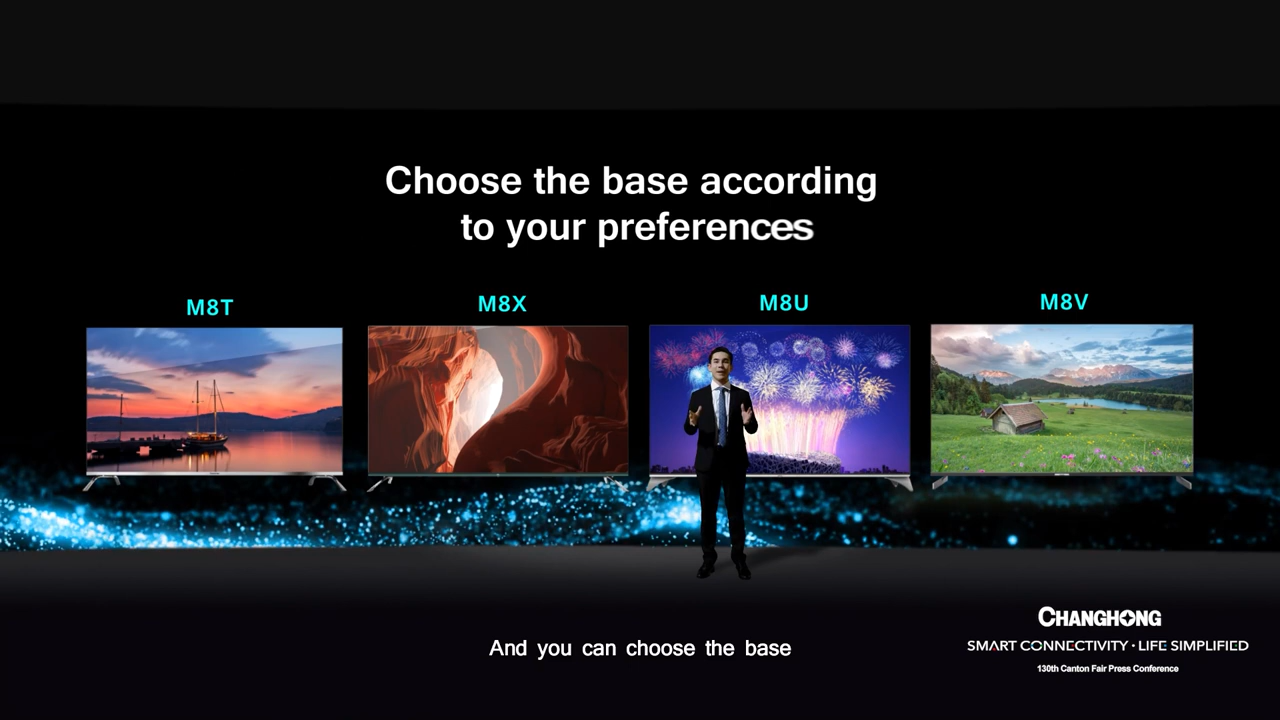 Choose the base according
to your preferences
M8T
M8X
M8U
M8V
And you can choose the base
CHANGHONG
SMART CONNECTIVITY · LIFE SIMPLIFIED
130th Canton Fair Press Conference